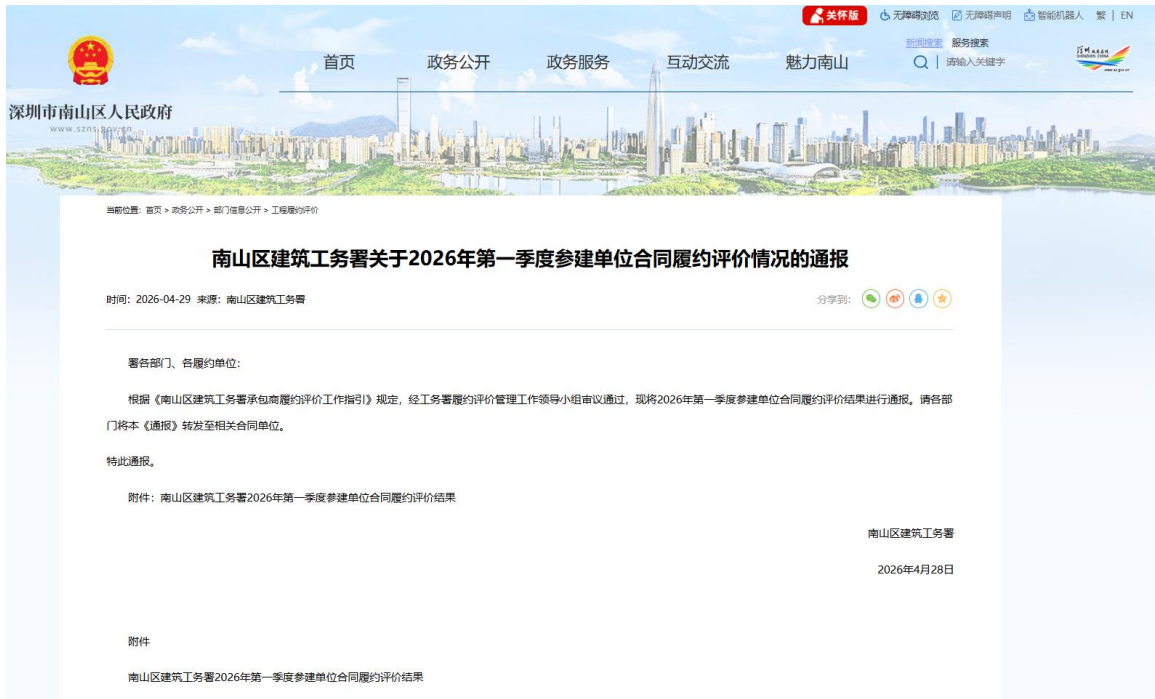 关怀版 无障碍浏览 无障碍声明 智能机器人 繁 | EN
新闻搜索 服务搜索
首页 政务公开 政务服务 互动交流 魅力南山 请输入关键字
深圳市南山区人民政府
www.szns.gov.cn
当前位置：首页 > 政务公开 > 部门信息公开 > 工程履约评价
南山区建筑工务署关于2026年第一季度参建单位合同履约评价情况的通报
时间：2026-04-29 来源：南山区建筑工务署 分享到：
署各部门、各履约单位：
根据《南山区建筑工务署承包商履约评价工作指引》规定，经工务署履约评价管理工作领导小组审议通过，现将2026年第一季度参建单位合同履约评价结果进行通报。请各部
门将本《通报》转发至相关合同单位。
特此通报。
附件：南山区建筑工务署2026年第一季度参建单位合同履约评价结果
南山区建筑工务署
2026年4月28日
附件
南山区建筑工务署2026年第一季度参建单位合同履约评价结果